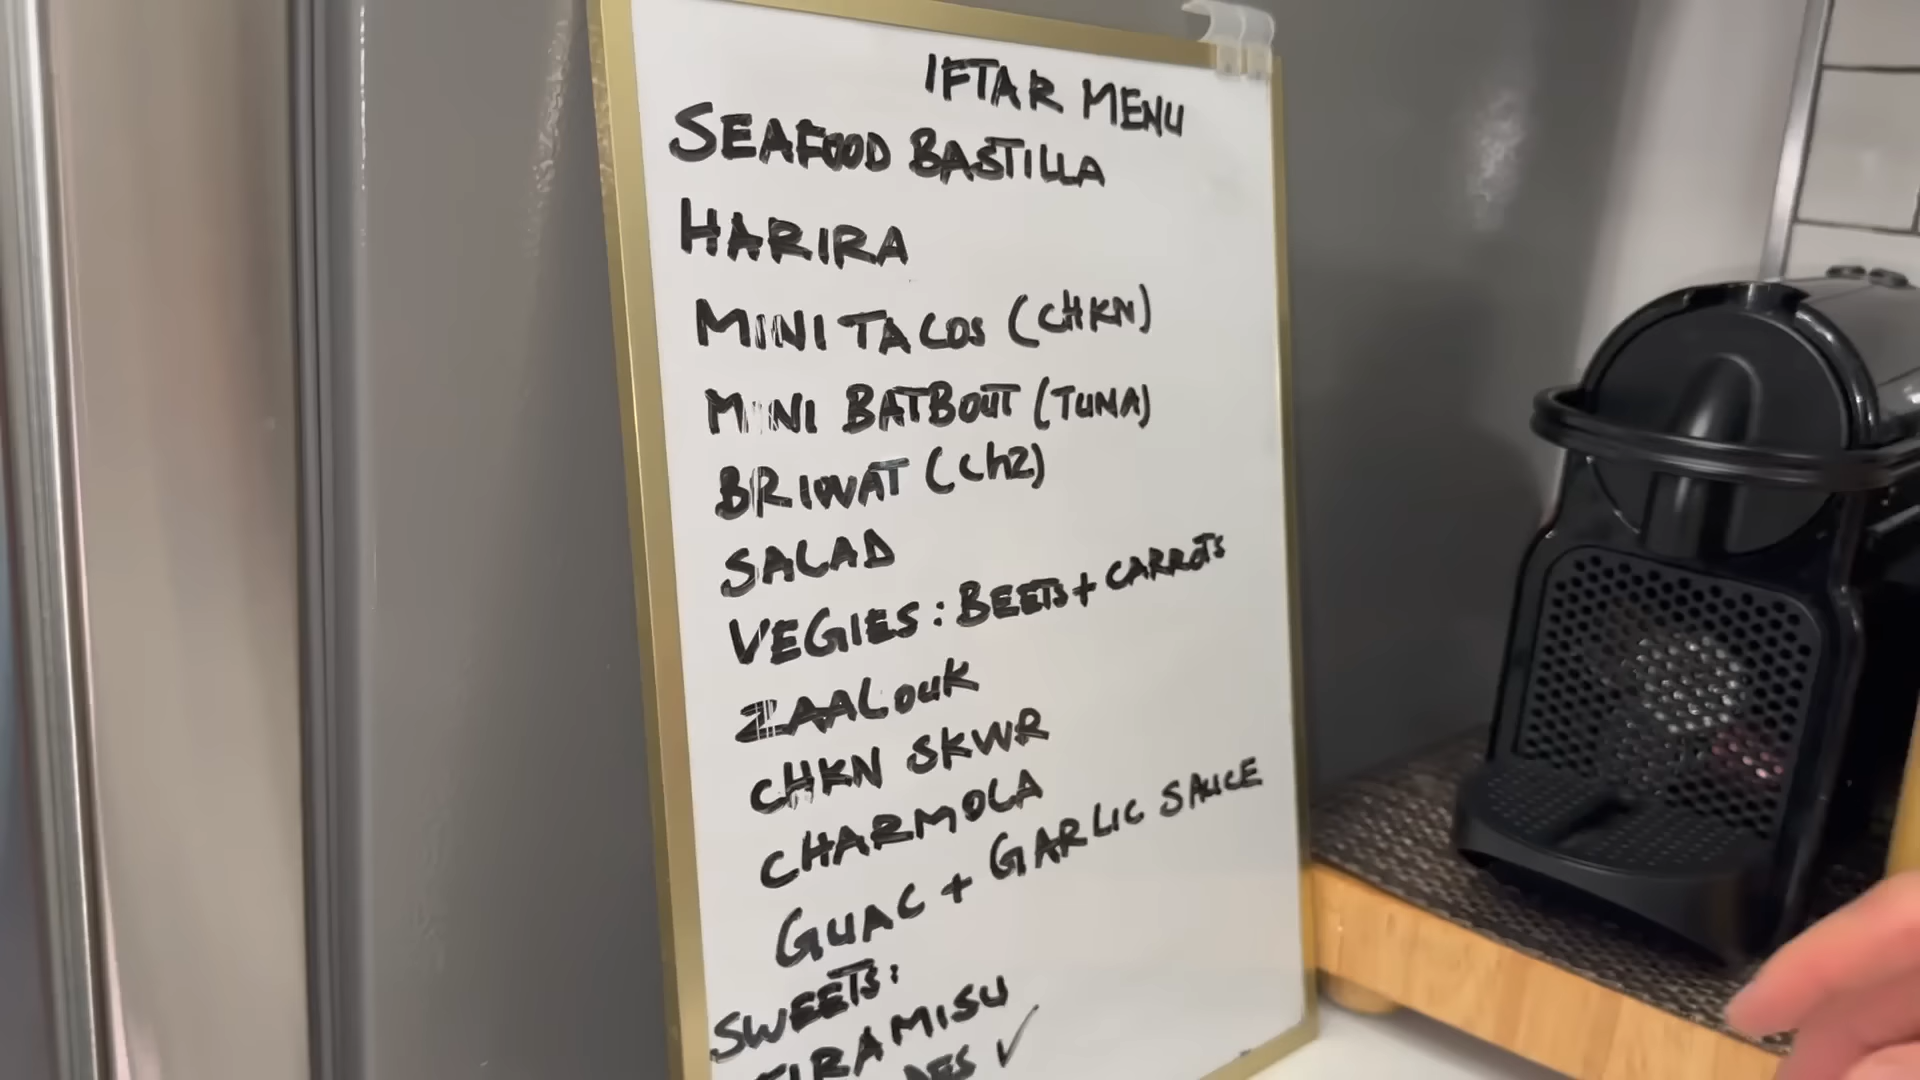 IFTAR MENU
SEAFOOD BASTILLA
HARIRA
MINI TACOS (CHKN)
MINI BATBOUT (TUNA)
BRIWAT (ChZ)
SALAD
VEGIES: BEETS + CARROTS
ZAALOUK
CHKN SKWR
CHARMOLA
GUAC + GARLIC SAUCE
SWEETS:
TIRAMISU